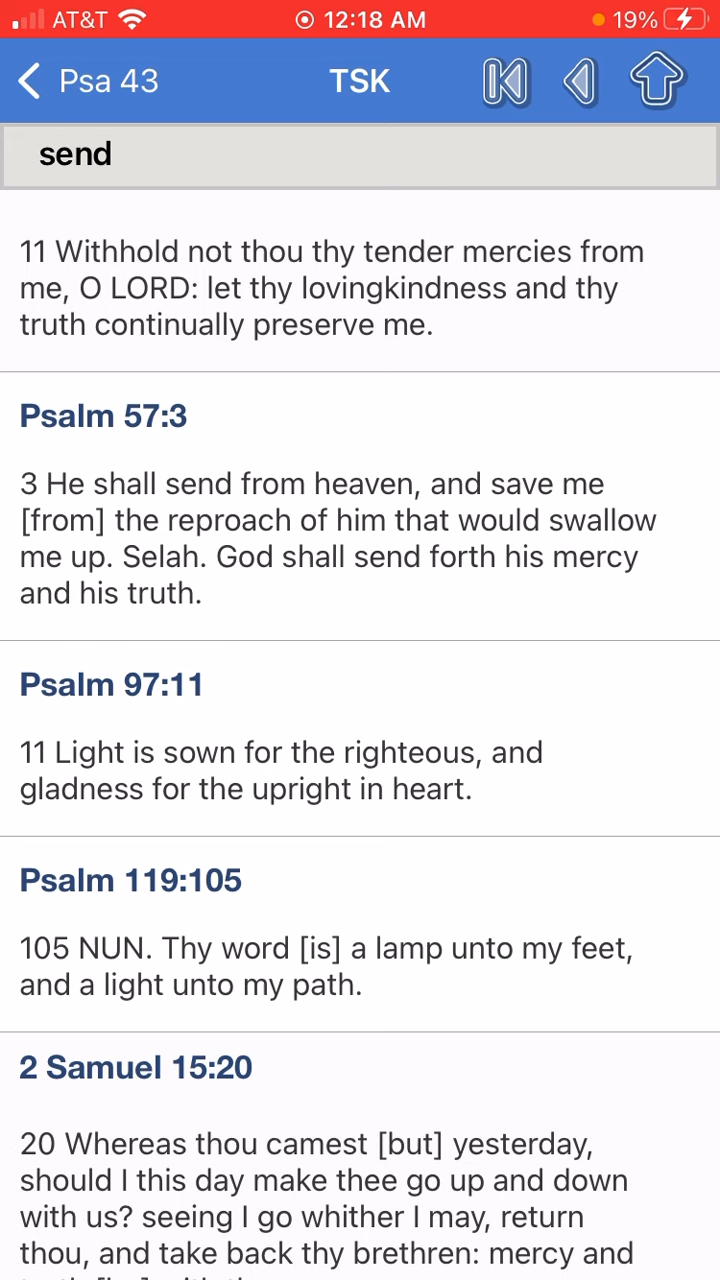 AT&T 12:18 AM 19%
Psa 43 TSK
send
11 Withhold not thou thy tender mercies from
me, O LORD: let thy lovingkindness and thy
truth continually preserve me.
Psalm 57:3
3 He shall send from heaven, and save me
[from] the reproach of him that would swallow
me up. Selah. God shall send forth his mercy
and his truth.
Psalm 97:11
11 Light is sown for the righteous, and
gladness for the upright in heart.
Psalm 119:105
105 NUN. Thy word [is] a lamp unto my feet,
and a light unto my path.
2 Samuel 15:20
20 Whereas thou camest [but] yesterday,
should I this day make thee go up and down
with us? seeing I go whither I may, return
thou, and take back thy brethren: mercy and